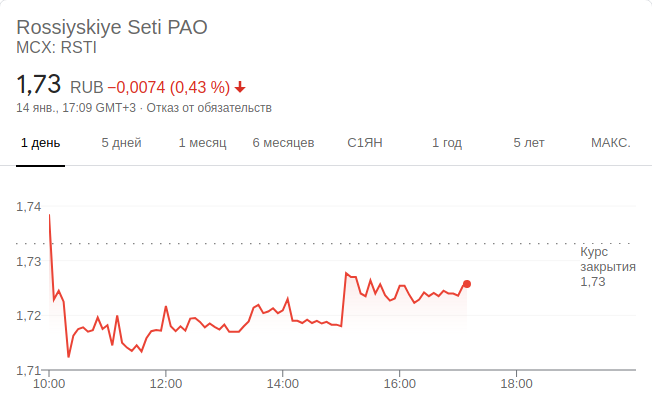 Rossiyskiye Seti PAO
MCX: RSTI
1,73 RUB −0,0074 (0,43 %)
14 янв., 17:09 GMT+3 · Отказ от обязательств
1 день 5 дней 1 месяц 6 месяцев С1ЯН 1 год 5 лет МАКС.
1,74
Курс
закрытия
1,73
1,73
1,72
1,71
10:00 12:00 14:00 16:00 18:00